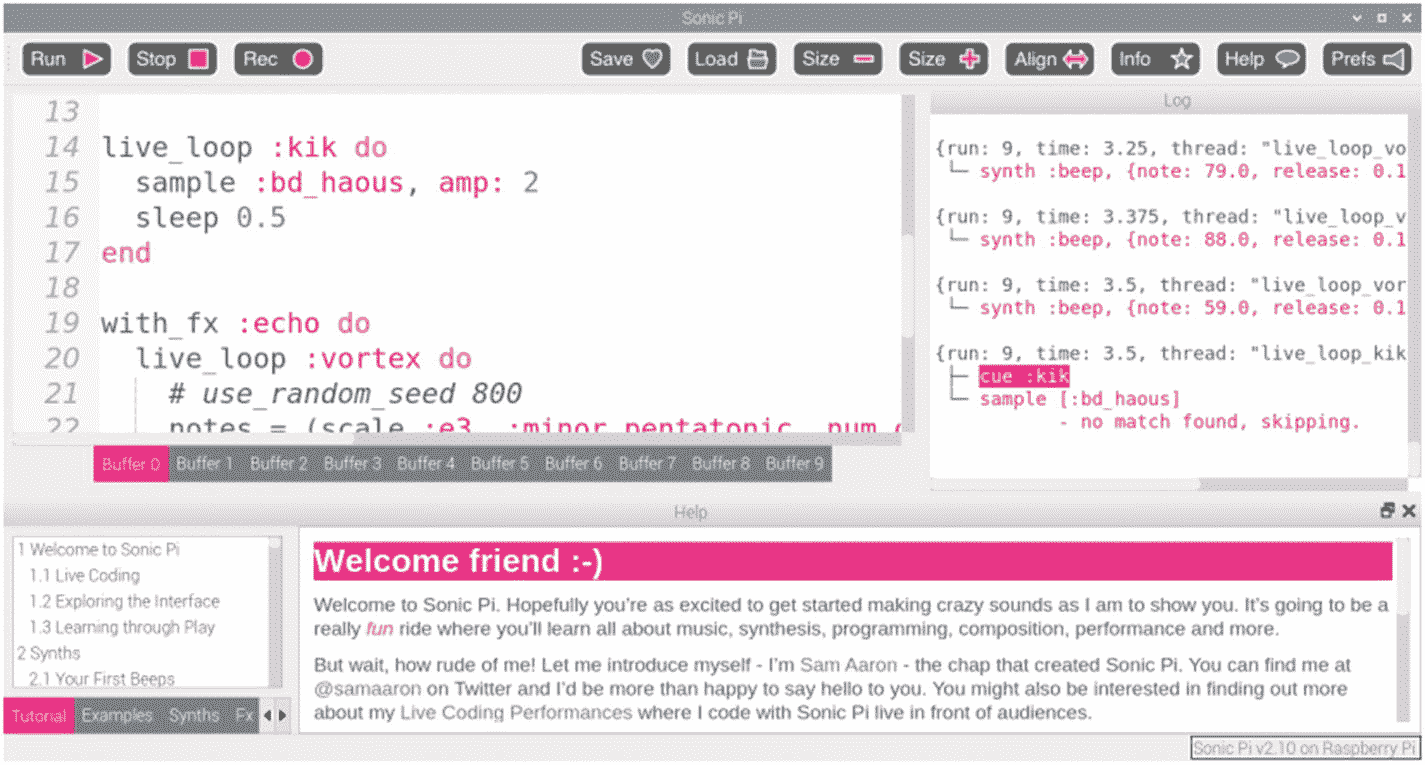 Sonic Pi
Run Stop Rec Save Load Size Size Align Info Help Prefs
13
14 live_loop :kik do
15 sample :bd_haous, amp: 2
16 sleep 0.5
17 end
18
19 with_fx :echo do
20 live_loop :vortex do
21 # use_random_seed 800
22 notes = (scale :e3, :minor_pentatonic, num_o
Buffer 0 Buffer 1 Buffer 2 Buffer 3 Buffer 4 Buffer 5 Buffer 6 Buffer 7 Buffer 8 Buffer 9
Log
{run: 9, time: 3.25, thread: "live_loop_vo
└─ synth :beep, {note: 79.0, release: 0.1
{run: 9, time: 3.375, thread: "live_loop_v
└─ synth :beep, {note: 88.0, release: 0.1
{run: 9, time: 3.5, thread: "live_loop_vor
└─ synth :beep, {note: 59.0, release: 0.1
{run: 9, time: 3.5, thread: "live_loop_kik
├─ cue :kik
└─ sample [:bd_haous]
- no match found, skipping.
Help
1 Welcome to Sonic Pi
1.1 Live Coding
1.2 Exploring the Interface
1.3 Learning through Play
2 Synths
2.1 Your First Beeps
Tutorial Examples Synths Fx
Welcome friend :-)
Welcome to Sonic Pi. Hopefully you're as excited to get started making crazy sounds as I am to show you. It's going to be a
really fun ride where you'll learn all about music, synthesis, programming, composition, performance and more.
But wait, how rude of me! Let me introduce myself - I'm Sam Aaron - the chap that created Sonic Pi. You can find me at
@samaaron on Twitter and I'd be more than happy to say hello to you. You might also be interested in finding out more
about my Live Coding Performances where I code with Sonic Pi live in front of audiences.
Sonic Pi v2.10 on Raspberry Pi